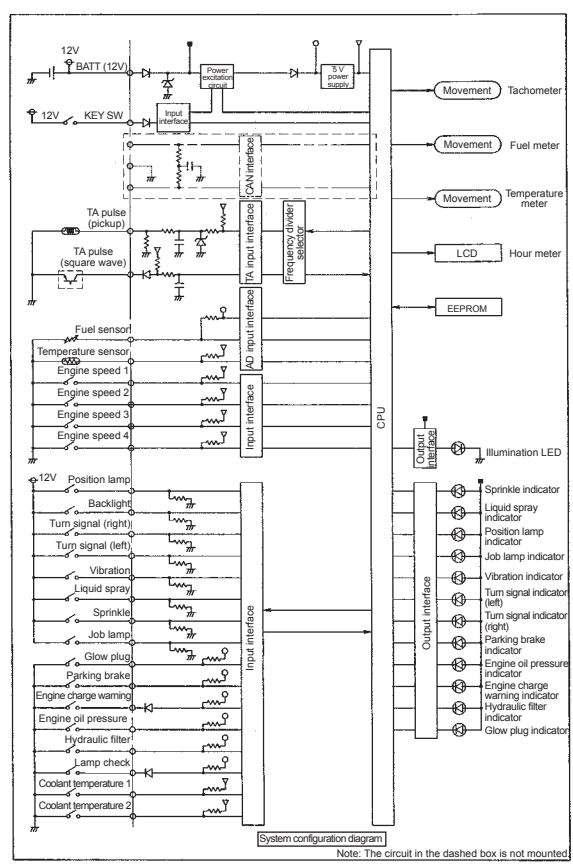 12V
BATT (12V)
Power
excitation
circuit
5 V
power
supply
12V
KEY SW
Input
interface
CAN interface
TA pulse
(pickup)
TA pulse
(square wave)
TA input interface
Frequency divider
selector
Fuel sensor
Temperature sensor
AD input interface
Engine speed 1
Engine speed 2
Engine speed 3
Engine speed 4
Input interface
CPU
Movement
Tachometer
Movement
Fuel meter
Movement
Temperature
meter
LCD
Hour meter
EEPROM
Output
interface
Illumination LED
12V
Position lamp
Backlight
Turn signal (right)
Turn signal (left)
Vibration
Liquid spray
Sprinkle
Job lamp
Glow plug
Parking brake
Engine charge warning
Engine oil pressure
Hydraulic filter
Lamp check
Coolant temperature 1
Coolant temperature 2
Input interface
Output interface
Sprinkle indicator
Liquid spray
indicator
Position lamp
indicator
Job lamp indicator
Vibration indicator
Turn signal indicator
(left)
Turn signal indicator
(right)
Parking brake
indicator
Engine oil pressure
indicator
Engine charge
warning indicator
Hydraulic filter
indicator
Glow plug indicator
System configuration diagram
Note: The circuit in the dashed box is not mounted.